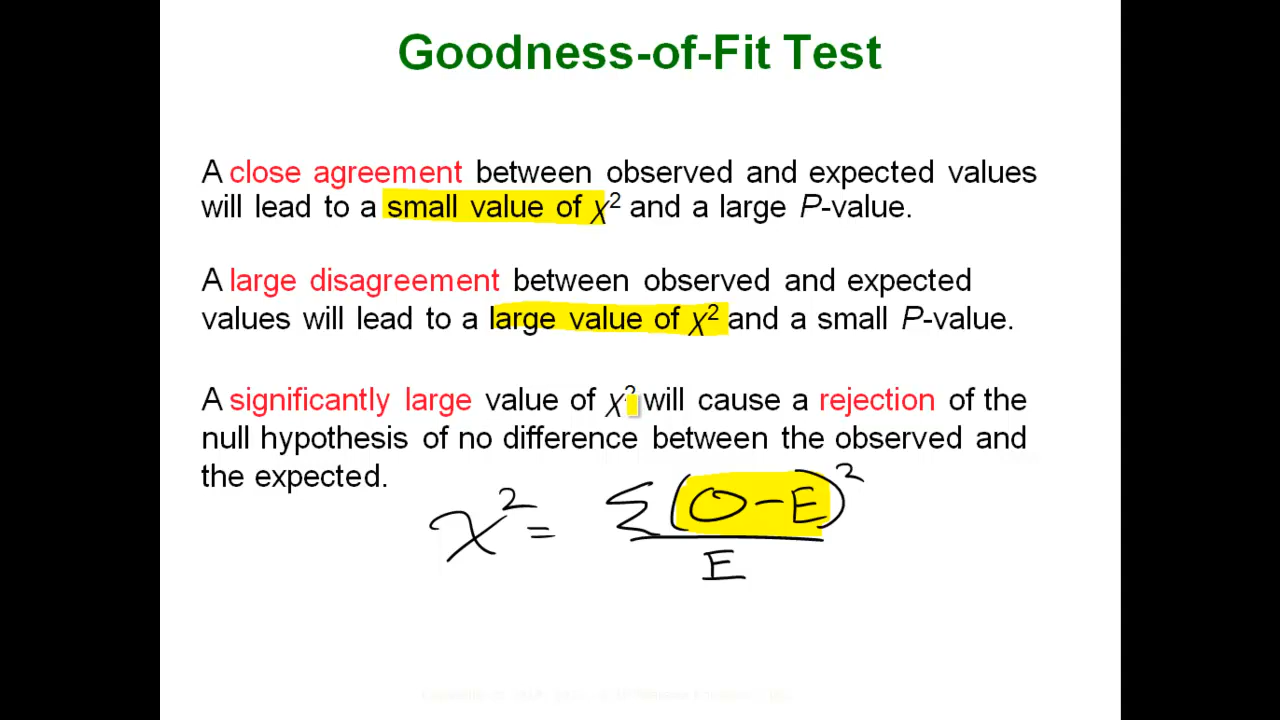 Goodness-of-Fit Test
A close agreement between observed and expected values
will lead to a small value of χ² and a large P-value.
A large disagreement between observed and expected
values will lead to a large value of χ² and a small P-value.
A significantly large value of χ² will cause a rejection of the
null hypothesis of no difference between the observed and
the expected.
χ² = Σ(O-E)²
E